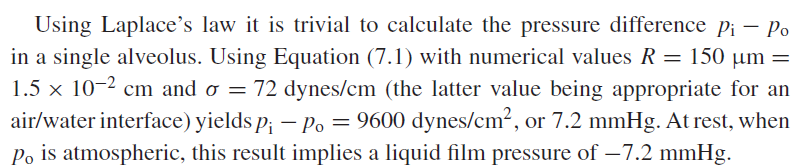 Using Laplace’s law it is trivial to calculate the pressure difference pᵢ − pₒ
in a single alveolus. Using Equation (7.1) with numerical values R = 150 μm =
1.5 × 10⁻² cm and σ = 72 dynes/cm (the latter value being appropriate for an
air/water interface) yields pᵢ − pₒ = 9600 dynes/cm², or 7.2 mmHg. At rest, when
pₒ is atmospheric, this result implies a liquid film pressure of −7.2 mmHg.